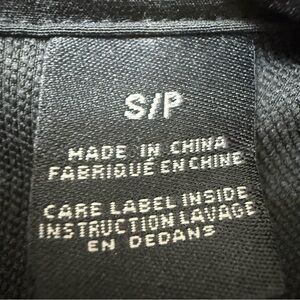 S/P
MADE IN CHINA
FABRIQUÉ EN CHINE
CARE LABEL INSIDE
INSTRUCTION LAVAGE
EN DEDANS